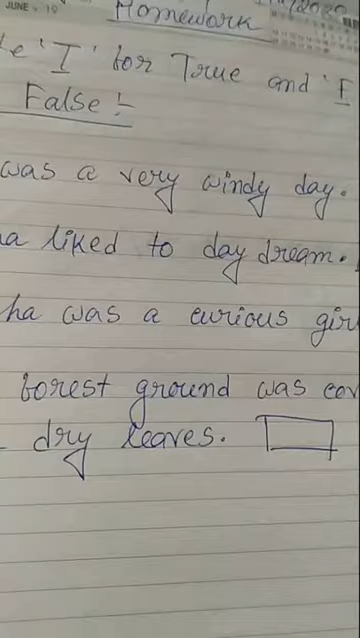 JUNE - 19
Homework
'T' for True and 'F
False :-
was a very windy day.
liked to day dream.
ha was a curious gir
forest ground was cov
dry leaves.